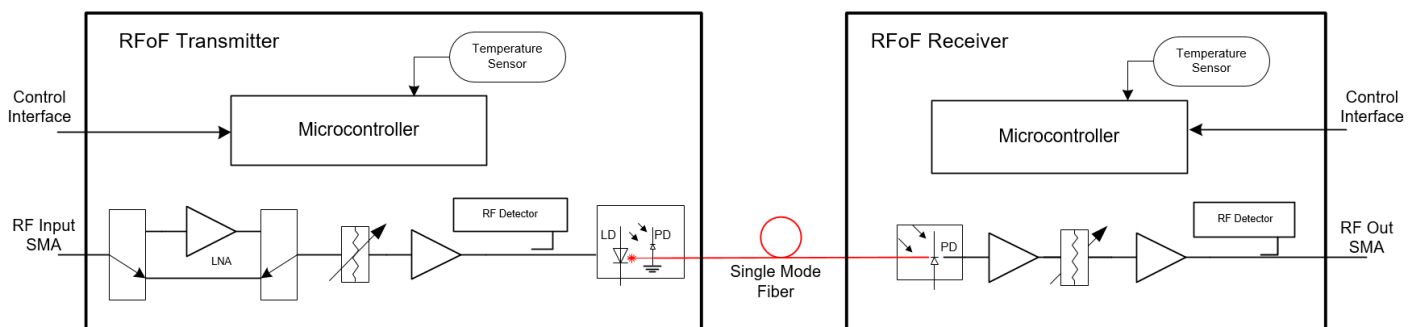 RFoF Transmitter
Temperature
Sensor
Control
Interface
Microcontroller
RF Input
SMA
LNA
RF Detector
LD
PD
Single Mode
Fiber
RFoF Receiver
Temperature
Sensor
Control
Interface
Microcontroller
PD
RF Detector
RF Out
SMA